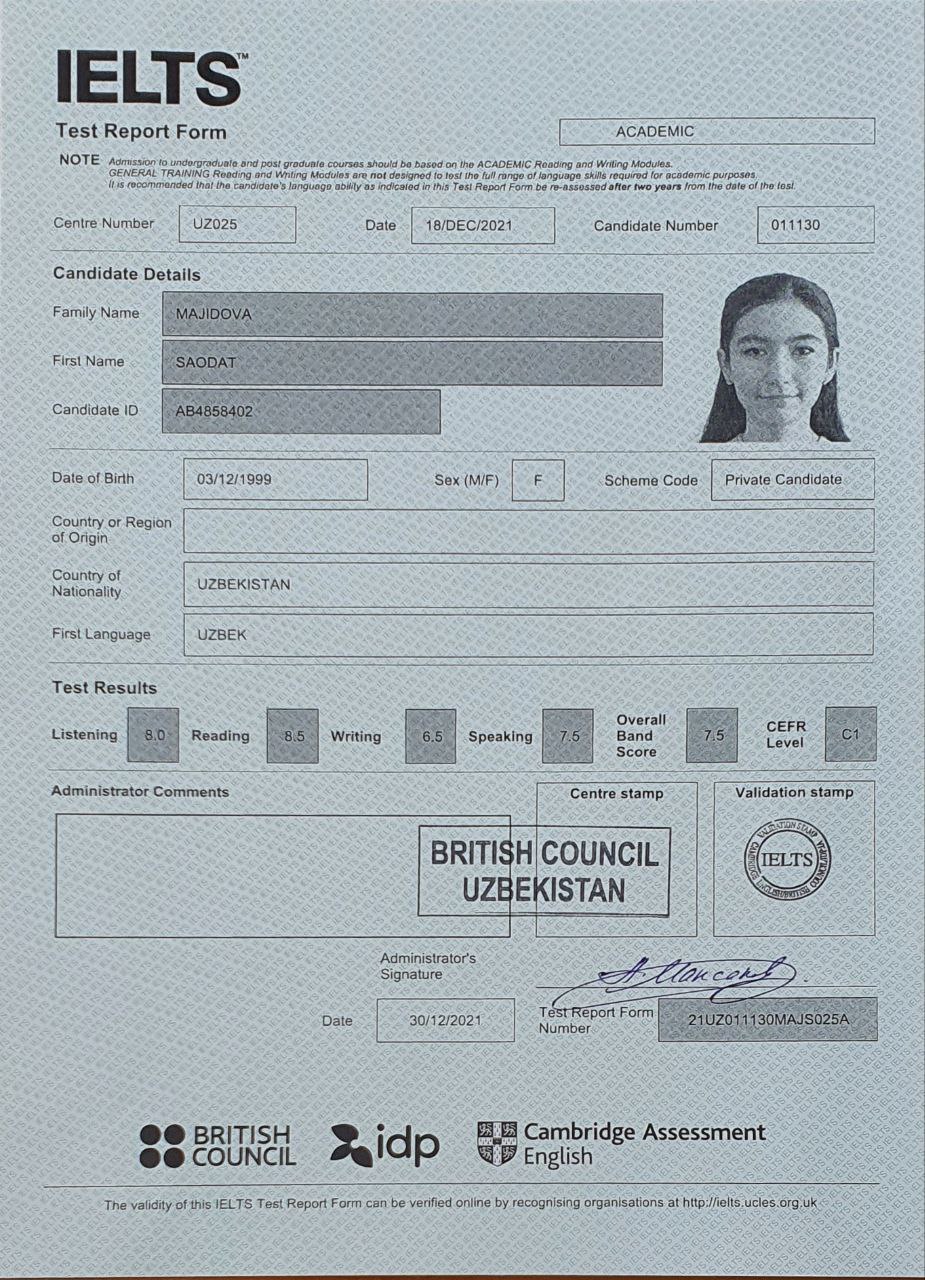 IELTS™
Test Report Form
ACADEMIC
NOTE Admission to undergraduate and post graduate courses should be based on the ACADEMIC Reading and Writing Modules.
GENERAL TRAINING Reading and Writing Modules are not designed to test the full range of language skills required for academic purposes.
It is recommended that the candidate's language ability as indicated in this Test Report Form be re-assessed after two years from the date of the test.
Centre Number UZ025 Date 18/DEC/2021 Candidate Number 011130
Candidate Details
Family Name MAJIDOVA
First Name SAODAT
Candidate ID AB4858402
Date of Birth 03/12/1999 Sex (M/F) F Scheme Code Private Candidate
Country or Region
of Origin
Country of
Nationality UZBEKISTAN
First Language UZBEK
Test Results
Listening 8.0 Reading 8.5 Writing 6.5 Speaking 7.5 Overall Band Score 7.5 CEFR Level C1
Administrator Comments
Centre stamp
Validation stamp
BRITISH COUNCIL
UZBEKISTAN
VALIDATION STAMP
IELTS
Administrator's
Signature
Date 30/12/2021
Test Report Form
Number 21UZ011130MAJS025A
BRITISH
COUNCIL
idp
Cambridge Assessment
English
The validity of this IELTS Test Report Form can be verified online by recognising organisations at http://ielts.ucles.org.uk